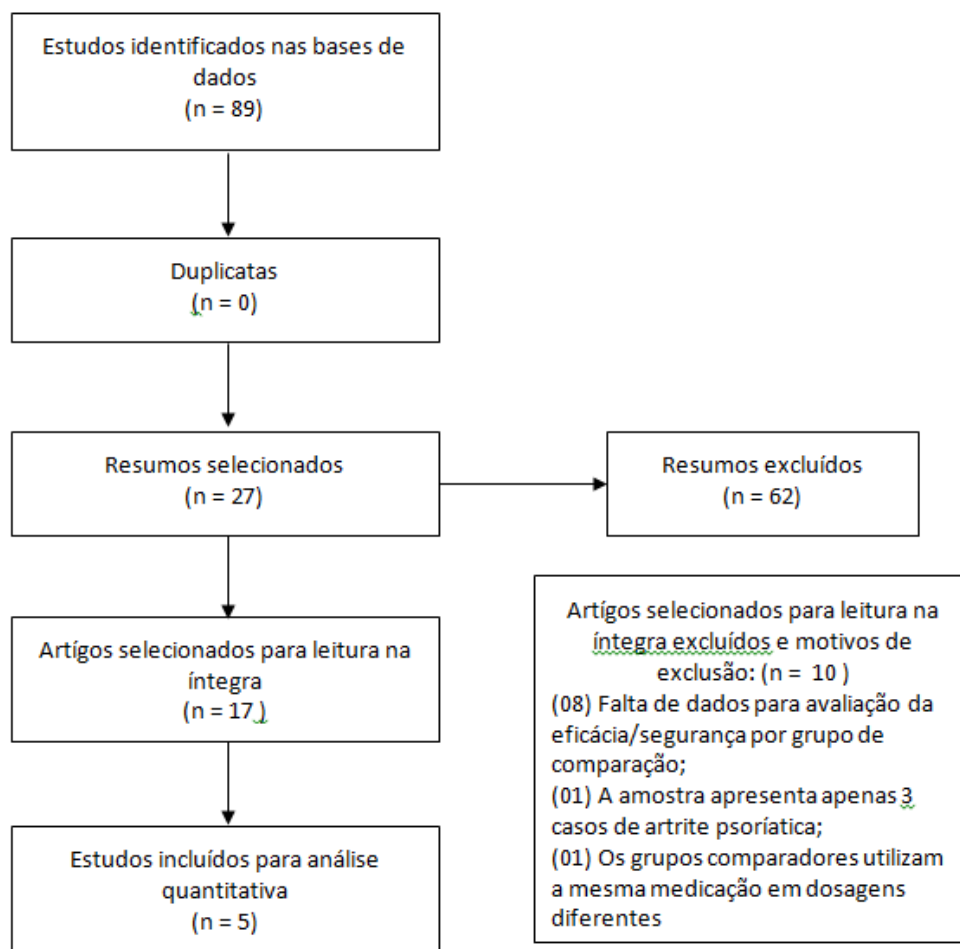 Estudos identificados nas bases de
dados
(n = 89)
Duplicatas
(n = 0)
Resumos selecionados
(n = 27)
Resumos excluídos
(n = 62)
Artígos selecionados para leitura na
íntegra
(n = 17 )
Artígos selecionados para leitura na
íntegra excluídos e motivos de
exclusão: (n = 10 )
(08) Falta de dados para avaliação da
eficácia/segurança por grupo de
comparação;
(01) A amostra apresenta apenas 3
casos de artrite psoríatica;
(01) Os grupos comparadores utilizam
a mesma medicação em dosagens
diferentes
Estudos incluídos para análise
quantitativa
(n = 5)